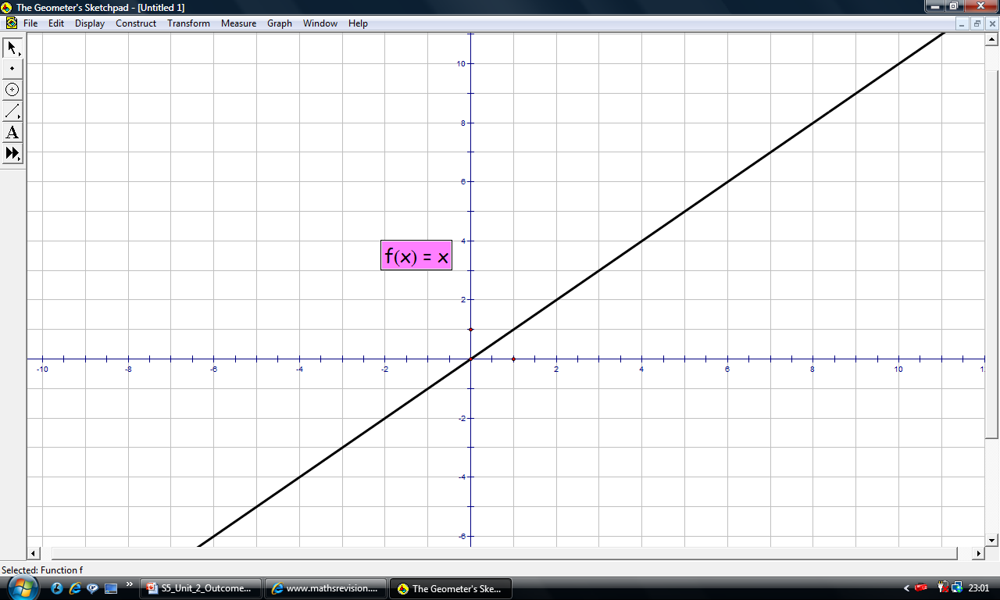 The Geometer's Sketchpad - [Untitled 1]
File Edit Display Construct Transform Measure Graph Window Help
A
10
8
6
4
f(x) = x
2
-10 -6 -4 -2 2 4 6 8 10
-2
-4
-6
Selected: Function f
S5_Unit_2_Outcome... www.mathsrevision.... The Geometer's Ske... 23:01